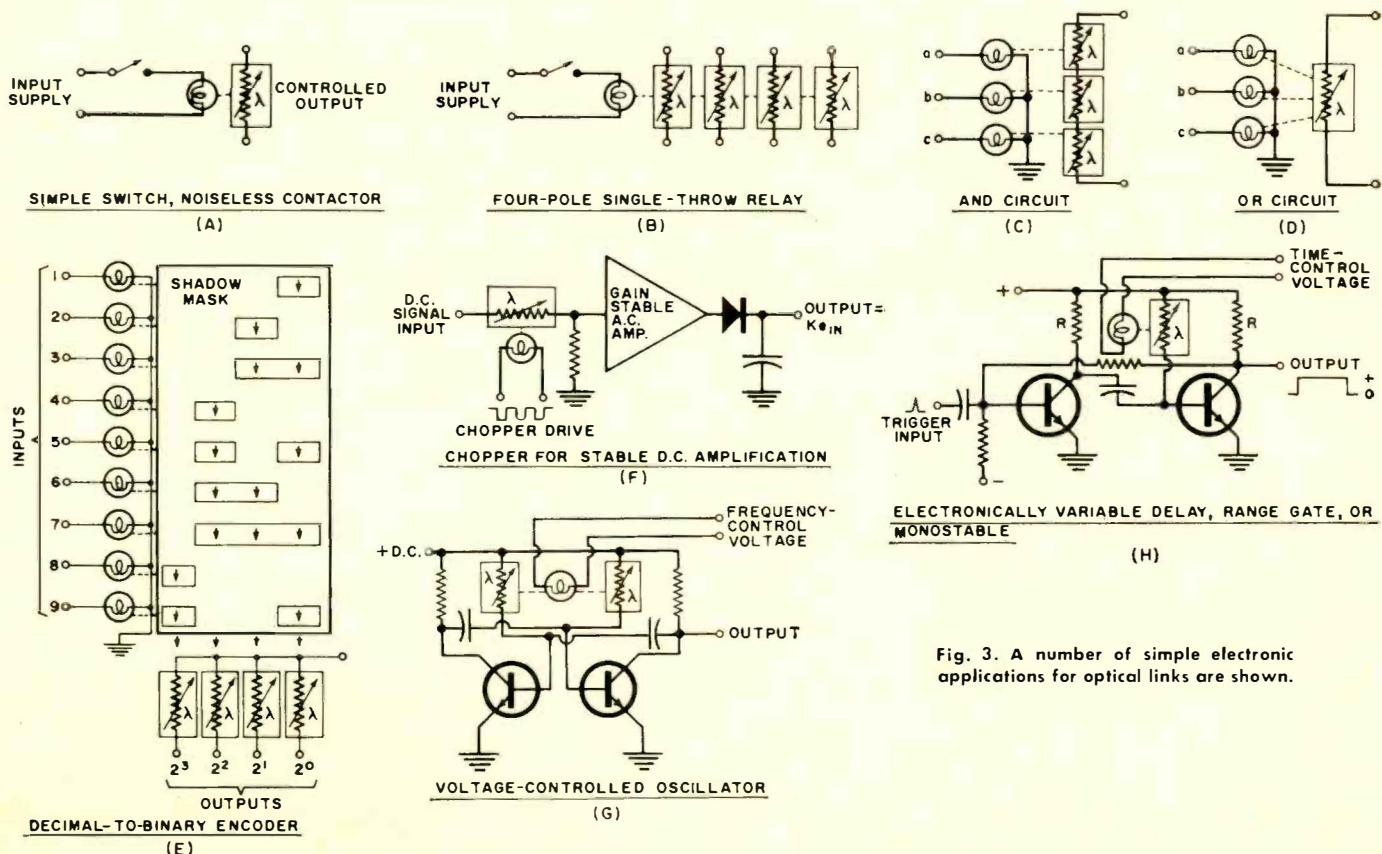 INPUT
SUPPLY
λ
CONTROLLED
OUTPUT
SIMPLE SWITCH, NOISELESS CONTACTOR
(A)
INPUT
SUPPLY
λ λ λ λ
FOUR-POLE SINGLE-THROW RELAY
(B)
a
b
c
λ
λ
λ
AND CIRCUIT
(C)
a
b
c
λ
OR CIRCUIT
(D)
INPUTS
1
2
3
4
5
6
7
8
9
SHADOW
MASK
λ λ λ λ
2³ 2² 2¹ 2⁰
OUTPUTS
DECIMAL-TO-BINARY ENCODER
(E)
D.C.
SIGNAL
INPUT
λ
GAIN
STABLE
A.C.
AMP.
OUTPUT=
KeIN
CHOPPER DRIVE
CHOPPER FOR STABLE D.C. AMPLIFICATION
(F)
FREQUENCY-
CONTROL
VOLTAGE
+D.C.
λ λ
OUTPUT
VOLTAGE-CONTROLLED OSCILLATOR
(G)
TIME-
CONTROL
VOLTAGE
+
R λ R
OUTPUT
+
0
TRIGGER
INPUT
-
ELECTRONICALLY VARIABLE DELAY, RANGE GATE, OR
MONOSTABLE
(H)
Fig. 3. A number of simple electronic
applications for optical links are shown.